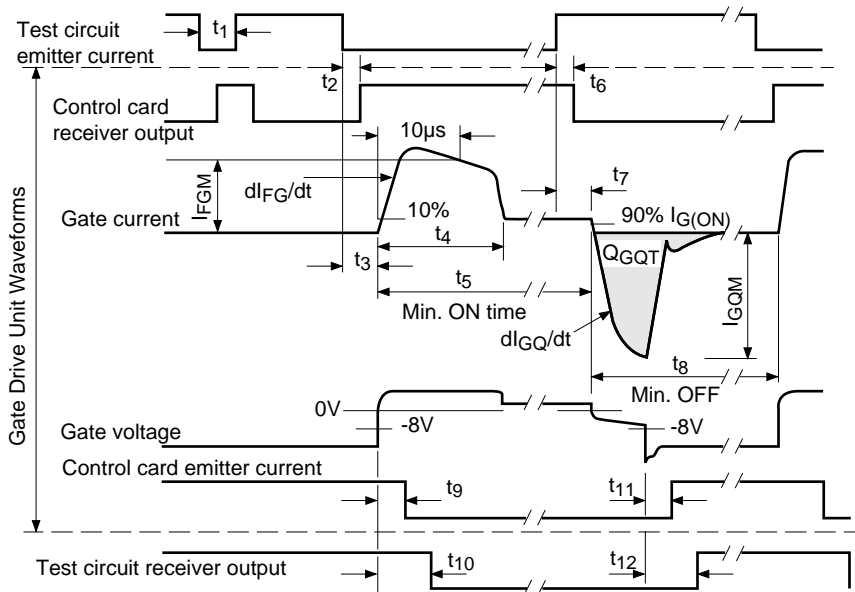 Test circuit
emitter current
t1
t2
t6
Control card
receiver output
10µs
IFGM
dIFG/dt
t7
Gate current
10%
90% IG(ON)
t4
QGQT
t3
t5
IGQM
Min. ON time
dIGQ/dt
t8
Min. OFF
0V
Gate voltage
-8V
-8V
Control card emitter current
t9
t11
Test circuit receiver output
t10
t12
Gate Drive Unit Waveforms